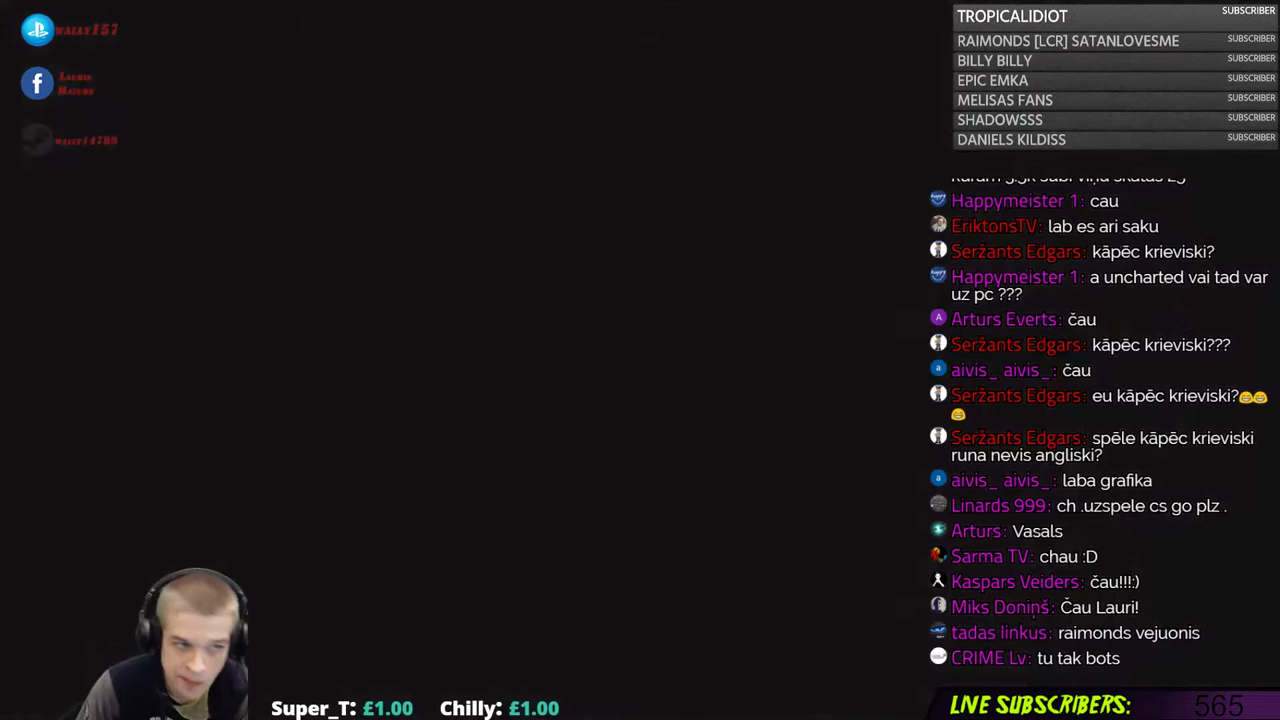 wally157
Lauris
Maturs
wally14789
TROPICALIDIOT SUBSCRIBER
RAIMONDS [LCR] SATANLOVESME SUBSCRIBER
BILLY BILLY SUBSCRIBER
EPIC EMKA SUBSCRIBER
MELISAS FANS SUBSCRIBER
SHADOWSSS SUBSCRIBER
DANIELS KILDISS SUBSCRIBER
Happymeister 1: cau
EriktonsTV: lab es ari saku
Seržants Edgars: kāpēc krieviski?
Happymeister 1: a uncharted vai tad var
uz pc ???
Arturs Everts: čau
Seržants Edgars: kāpēc krieviski???
aivis_ aivis_: čau
Seržants Edgars: eu kāpēc krieviski?😂😂
😂
Seržants Edgars: spēle kāpēc krieviski
runa nevis angliski?
aivis_ aivis_: laba grafika
Linards 999: ch .uzspele cs go plz .
Arturs: Vasals
Sarma TV: chau :D
Kaspars Veiders: čau!!!:)
Miks Doniņš: Čau Lauri!
tadas linkus: raimonds vejuonis
CRIME Lv: tu tak bots
Super_T: £1.00 Chilly: £1.00
LIVE SUBSCRIBERS: 565